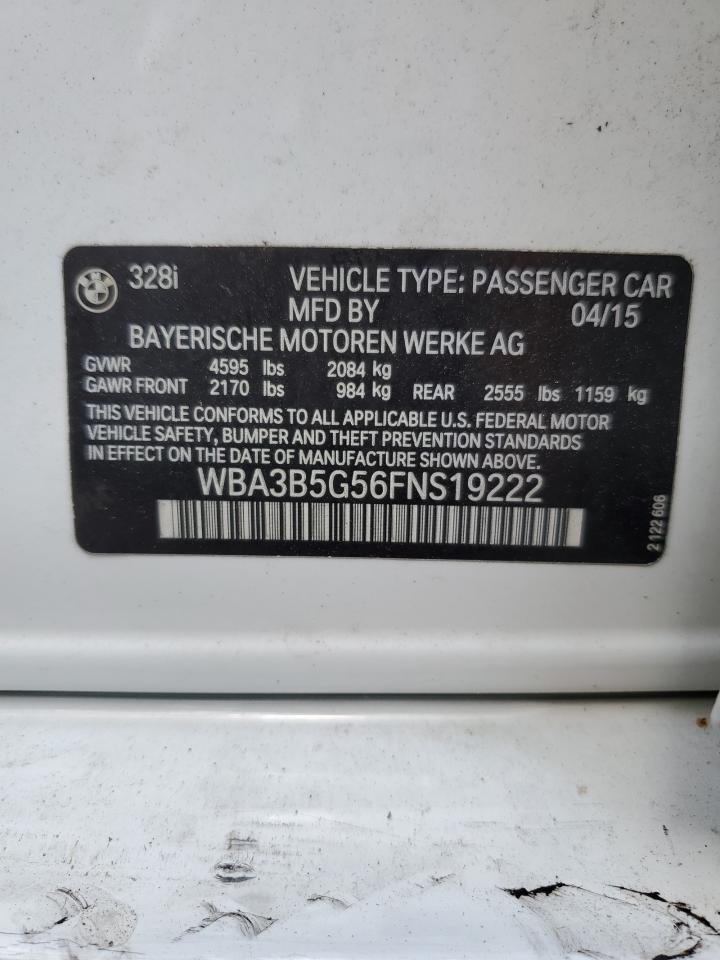 328i VEHICLE TYPE: PASSENGER CAR
MFD BY 04/15
BAYERISCHE MOTOREN WERKE AG
GVWR 4595 lbs 2084 kg
GAWR FRONT 2170 lbs 984 kg REAR 2555 lbs 1159 kg
THIS VEHICLE CONFORMS TO ALL APPLICABLE U.S. FEDERAL MOTOR
VEHICLE SAFETY, BUMPER AND THEFT PREVENTION STANDARDS
IN EFFECT ON THE DATE OF MANUFACTURE SHOWN ABOVE.
WBA3B5G56FNS19222
2 122 606